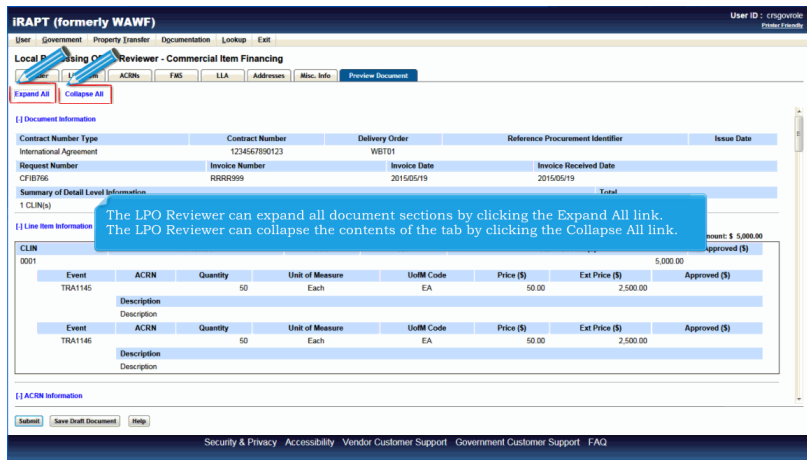 iRAPT (formerly WAWF)
User ID : crsgovrole
Printer Friendly
User Government Property Transfer Documentation Lookup Exit
Local Reviewer - Commercial Item Financing
ACRNs FMS LLA Addresses Misc. Info Preview Document
Expand All Collapse All
[-] Document Information
Contract Number Type Contract Number Delivery Order Reference Procurement Identifier Issue Date
International Agreement 1234567890123 WBT01
Request Number Invoice Number Invoice Date Invoice Received Date
CFIB766 RRRR999 2015/05/19 2015/05/19
Summary of Detail Level Information Total
1 CLIN(s)
The LPO Reviewer can expand all document sections by clicking the Expand All link.
The LPO Reviewer can collapse the contents of the tab by clicking the Collapse All link.
[-] Line Item Information
mount: $ 5,000.00
CLIN Approved ($)
0001 5,000.00
Event ACRN Quantity Unit of Measure UofM Code Price ($) Ext Price ($) Approved ($)
TRA1145 50 Each EA 50.00 2,500.00
Description
Description
Event ACRN Quantity Unit of Measure UofM Code Price ($) Ext Price ($) Approved ($)
TRA1146 50 Each EA 50.00 2,500.00
Description
Description
[-] ACRN Information
Submit Save Draft Document Help
Security & Privacy Accessibility Vendor Customer Support Government Customer Support FAQ